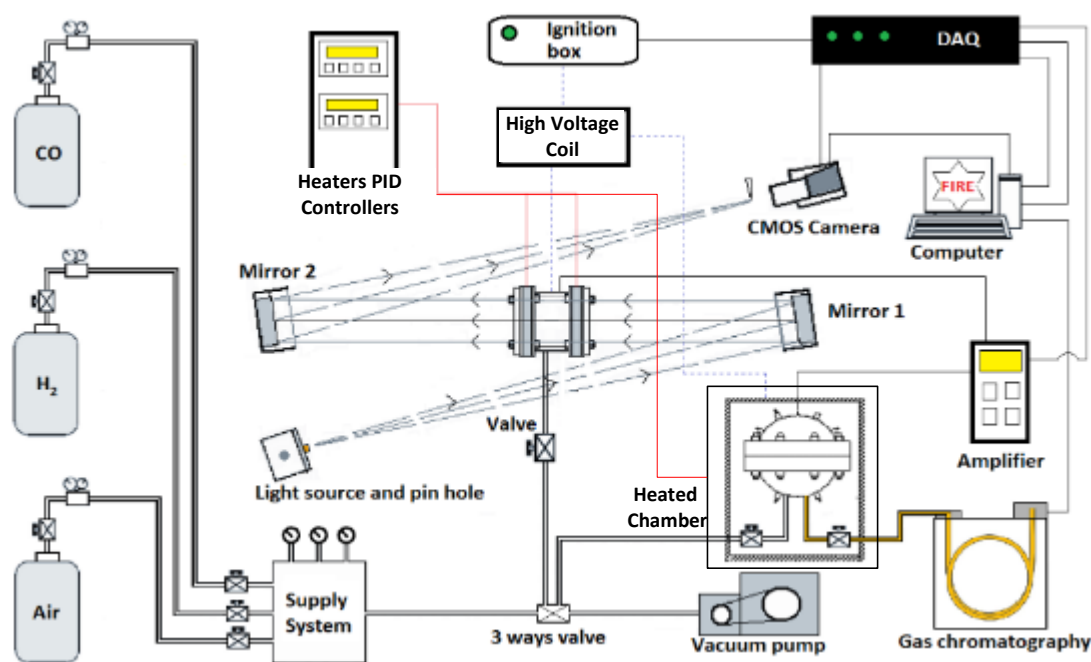 Ignition
box
DAQ
CO
High Voltage
Coil
Heaters PID
Controllers
FIRE
CMOS Camera
Computer
Mirror 2
Mirror 1
H₂
Valve
Amplifier
Light source and pin hole
Heated
Chamber
Air
Supply
System
3 ways valve
Vacuum pump
Gas chromatography